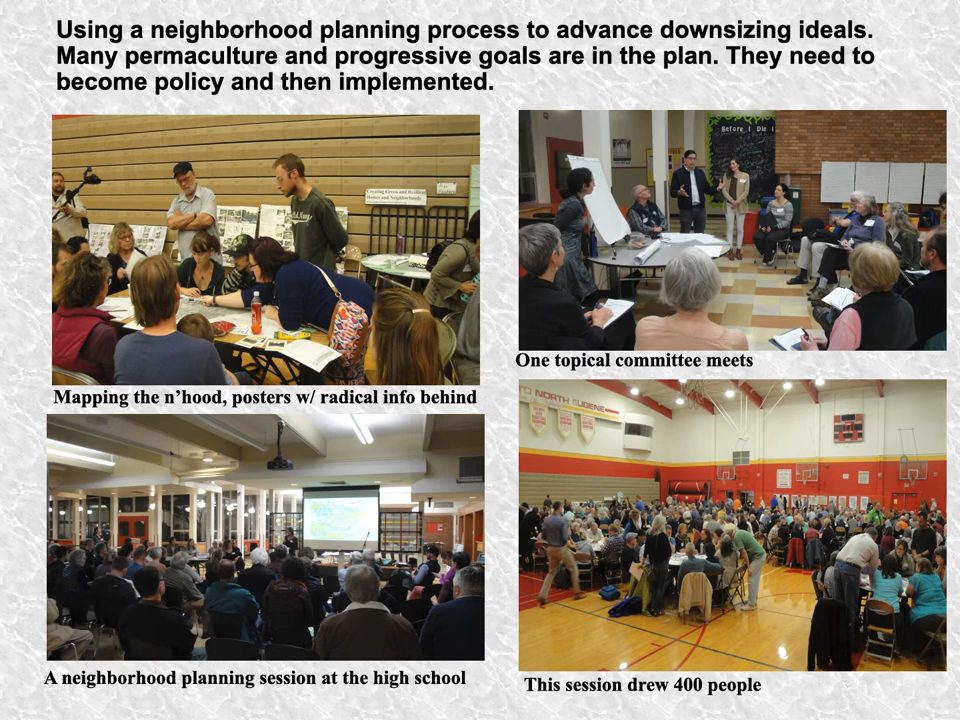 Using a neighborhood planning process to advance downsizing ideals.
Many permaculture and progressive goals are in the plan. They need to
become policy and then implemented.
Creating Green and Resilient
Homes and Neighborhoods
Before I Die I
Mapping the n’hood, posters w/ radical info behind
One topical committee meets
NORTH EUGENE
A neighborhood planning session at the high school
This session drew 400 people